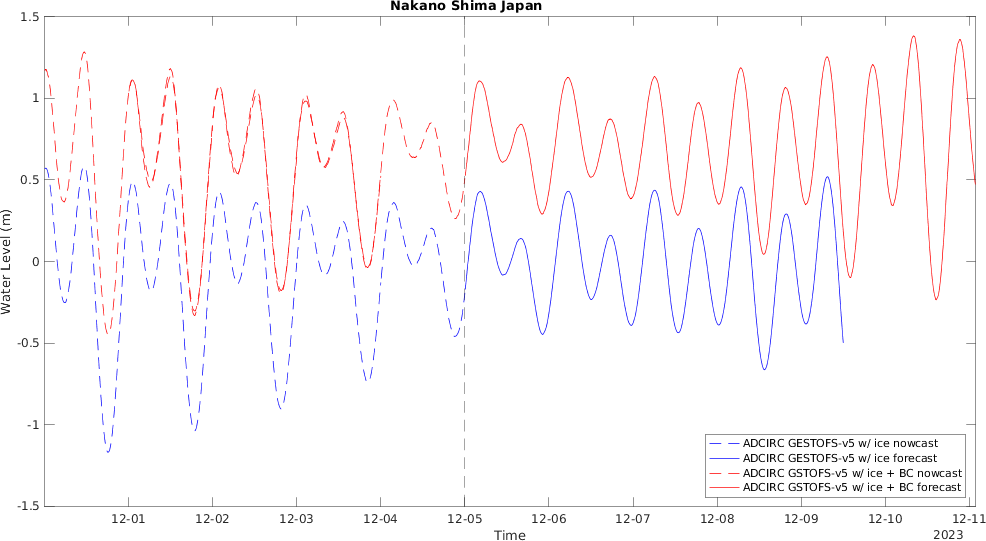 Nakano Shima Japan
1.5
1
0.5
0
-0.5
-1
-1.5
Water Level (m)
12-01 12-02 12-03 12-04 12-05 12-06 12-07 12-08 12-09 12-10 12-11
Time
2023
ADCIRC GESTOFS-v5 w/ ice nowcast
ADCIRC GESTOFS-v5 w/ ice forecast
ADCIRC GSTOFS-v5 w/ ice + BC nowcast
ADCIRC GSTOFS-v5 w/ ice + BC forecast